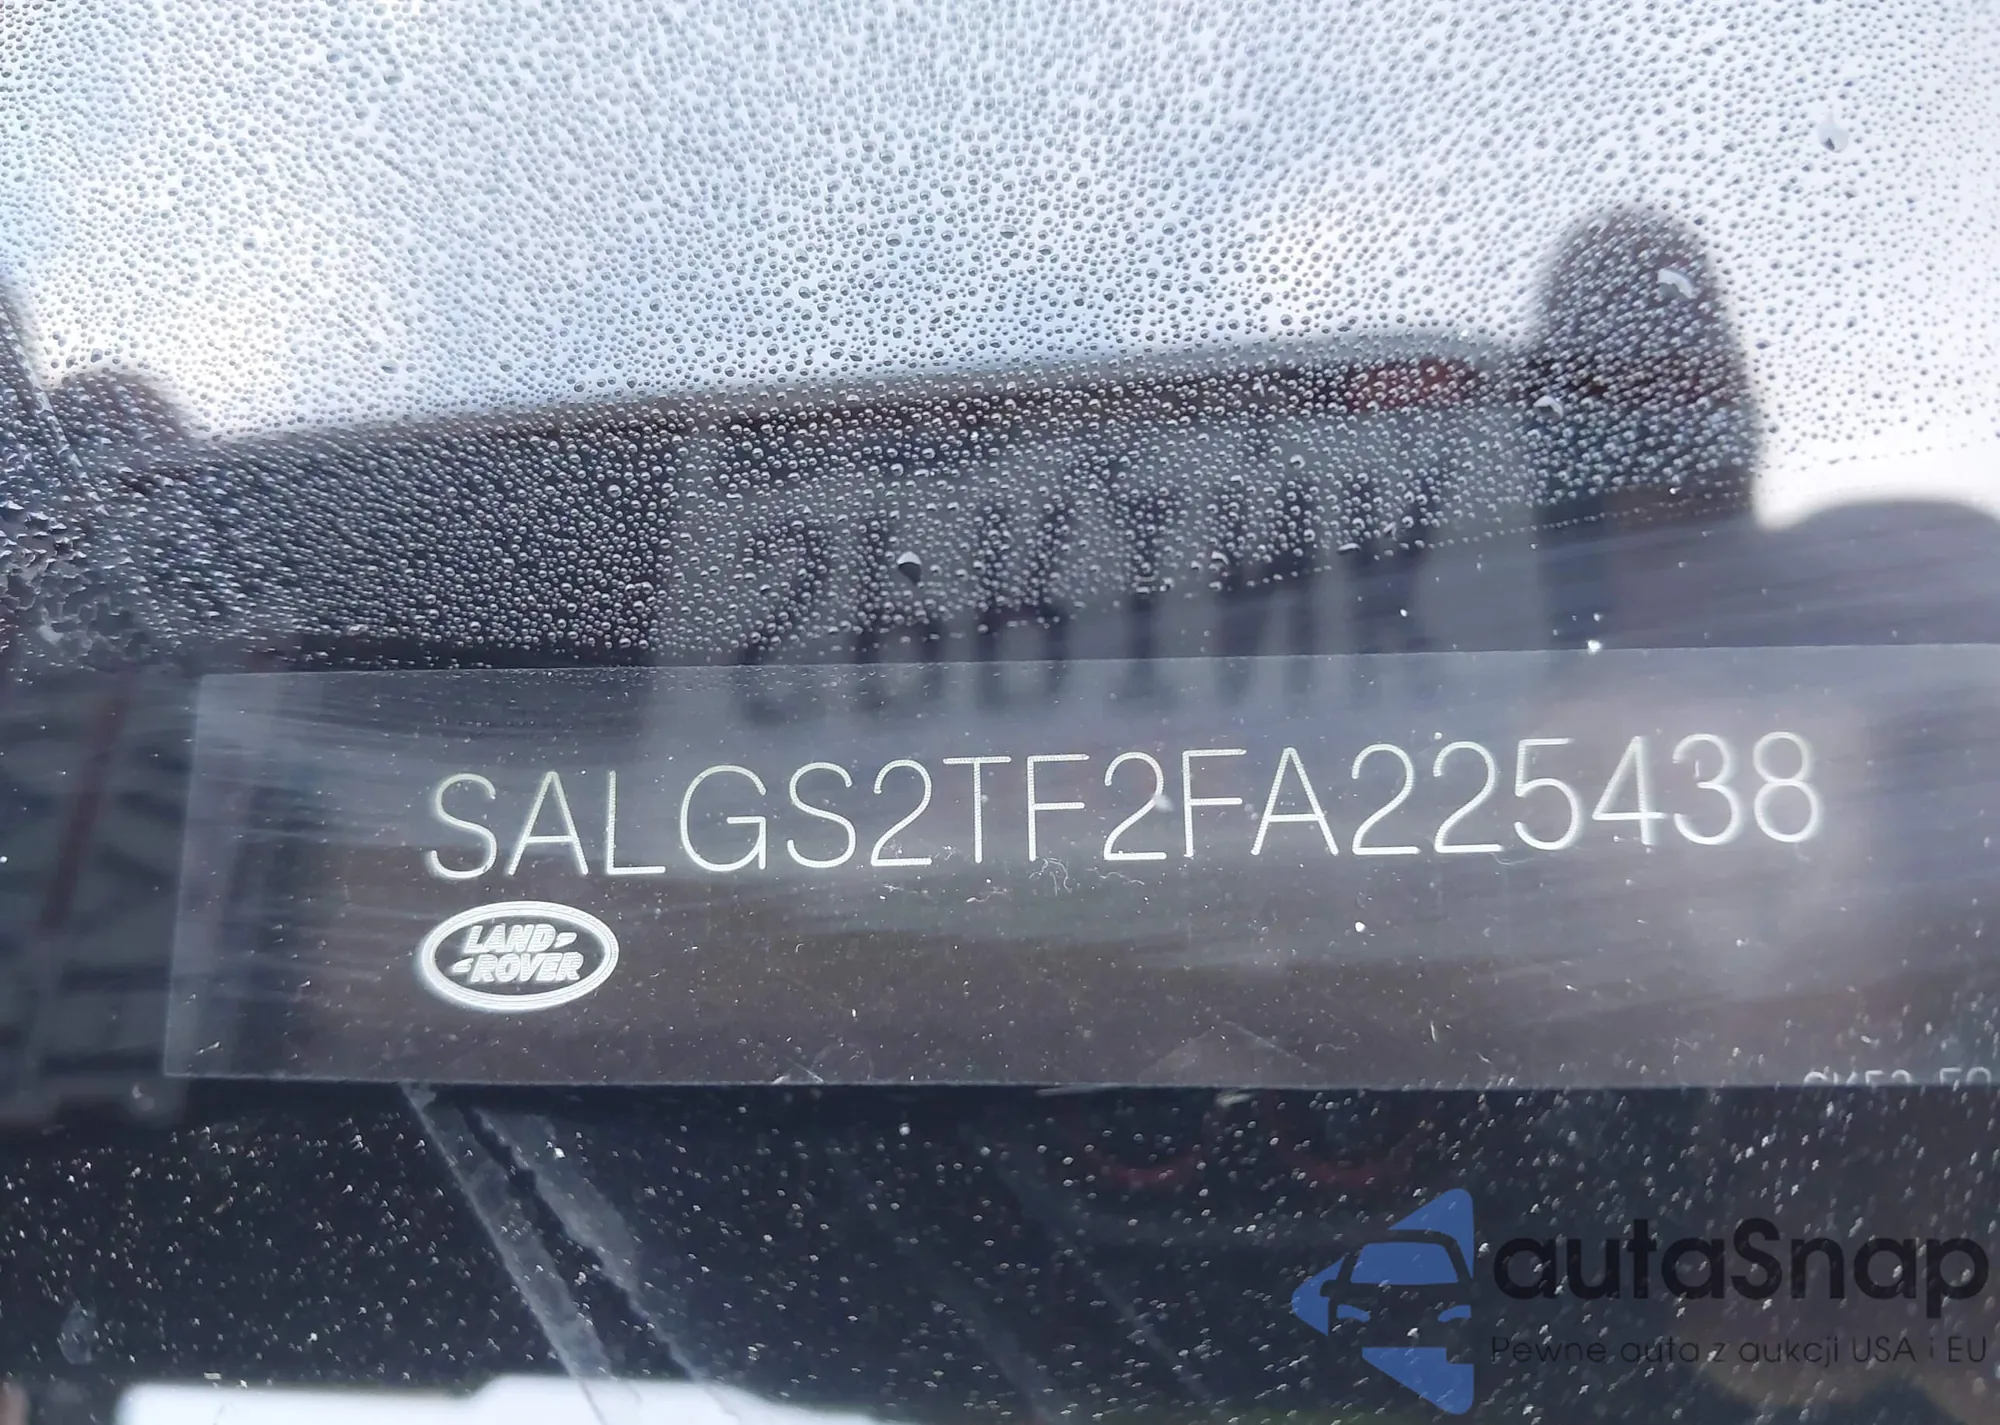 SALGS2TF2FA225438
LAND-
-ROVER
autaSnap
Pewne auta z aukcji USA i EU